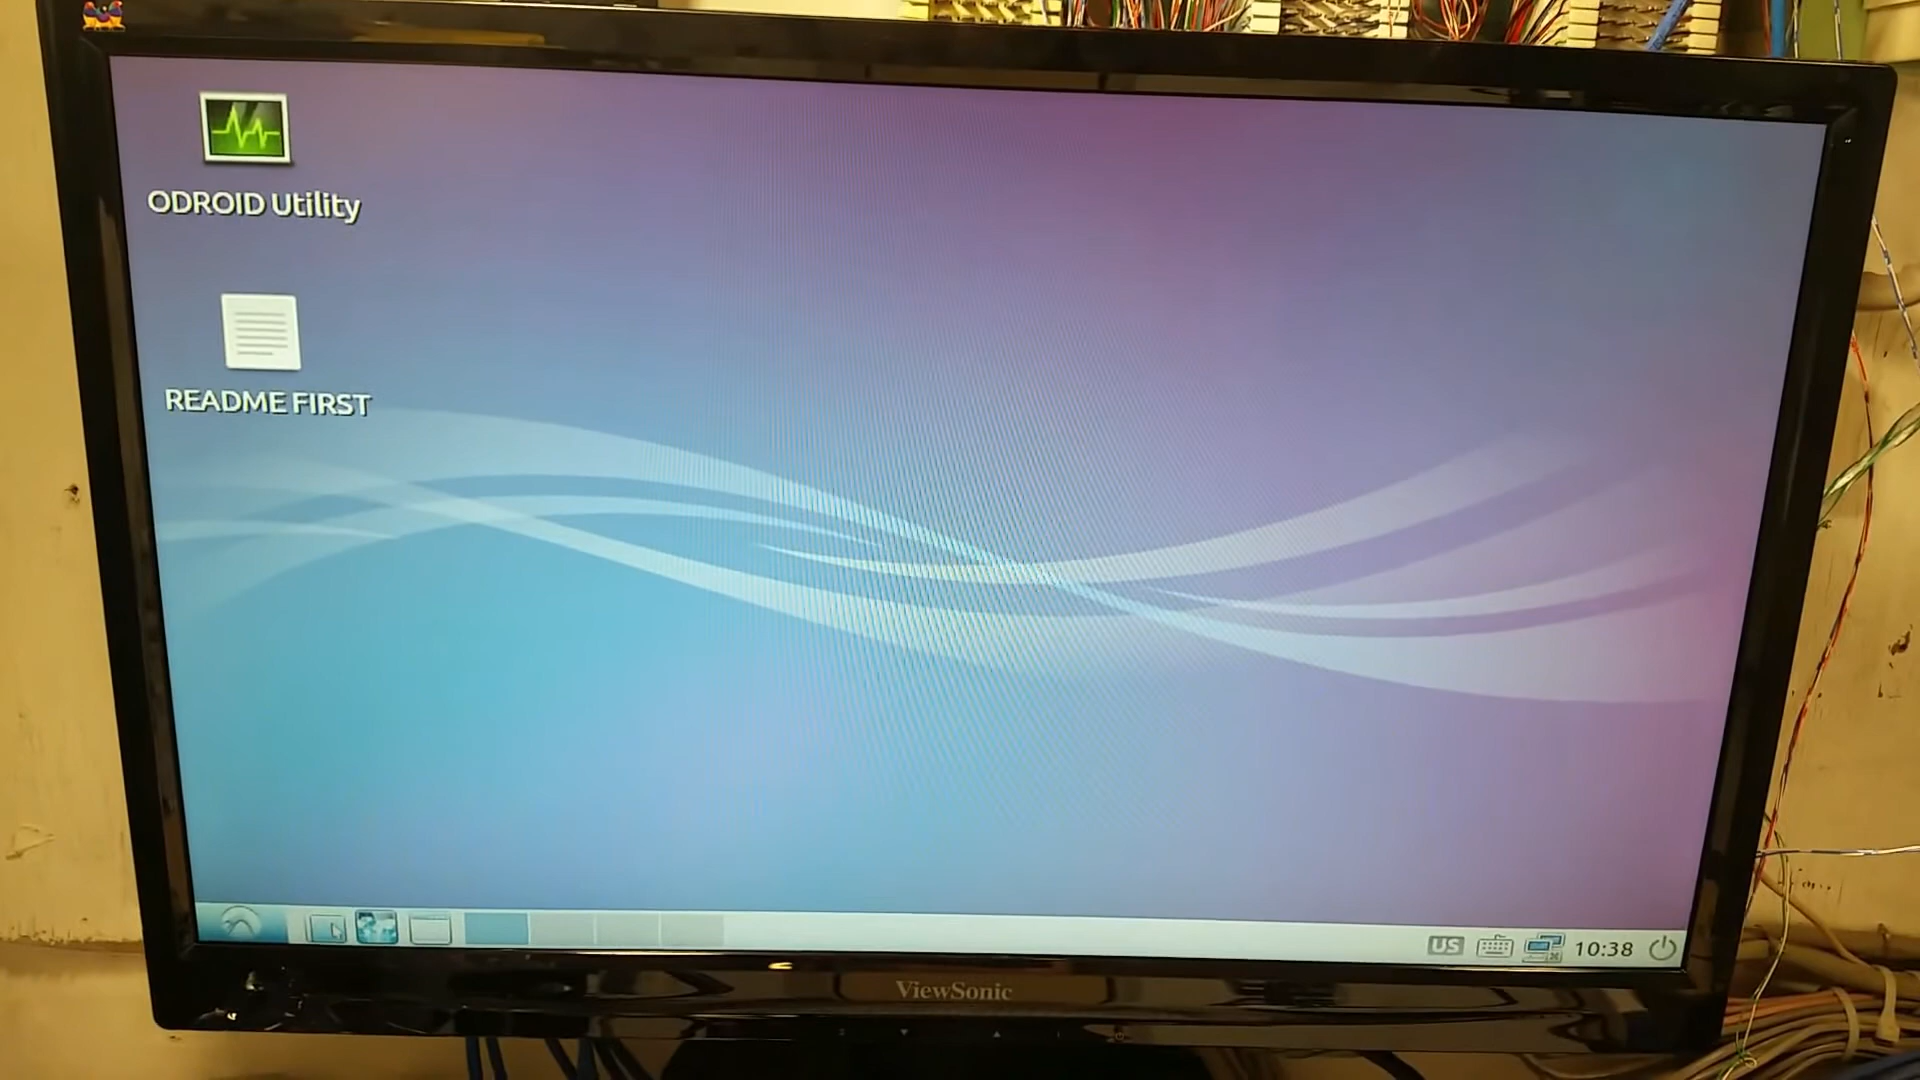 ODROID Utility
README FIRST
US
10:38
ViewSonic